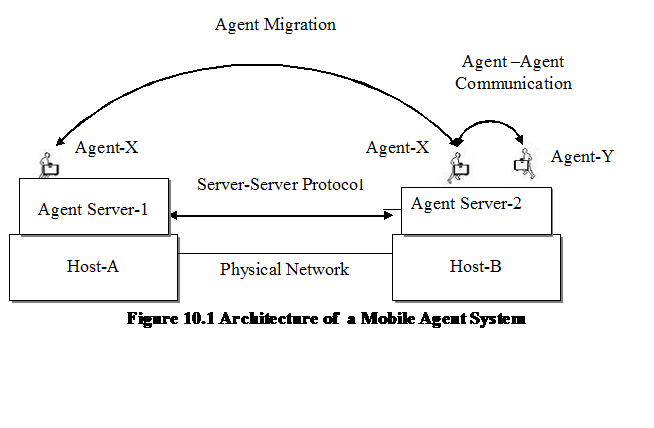 Agent Migration
Agent –Agent
Communication
Agent-X
Agent-X
Agent-Y
Server-Server Protocol
Agent Server-1
Agent Server-2
Host-A
Physical Network
Host-B
Figure 10.1 Architecture of a Mobile Agent System